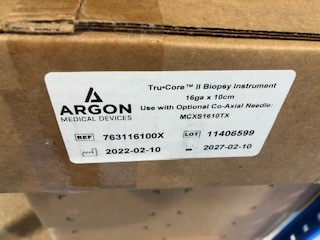 Tru•Core™ II Biopsy Instrument
16ga x 10cm
Use with Optional Co-Axial Needle:
MCXS1610TX
ARGON
MEDICAL DEVICES
REF 763116100X
LOT 11406599
2022-02-10
2027-02-10